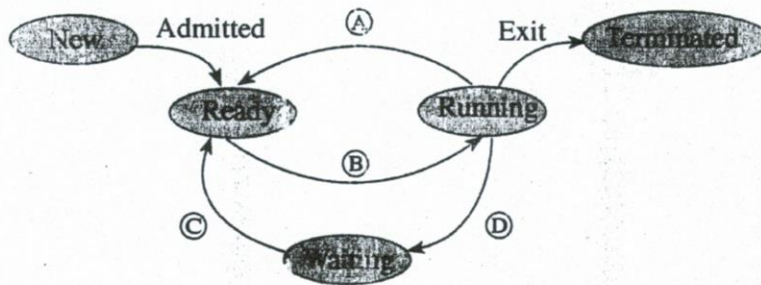 New
Admitted
Ⓐ
Exit
Terminated
Ready
Running
Ⓑ
Ⓒ
Ⓓ
Waiting